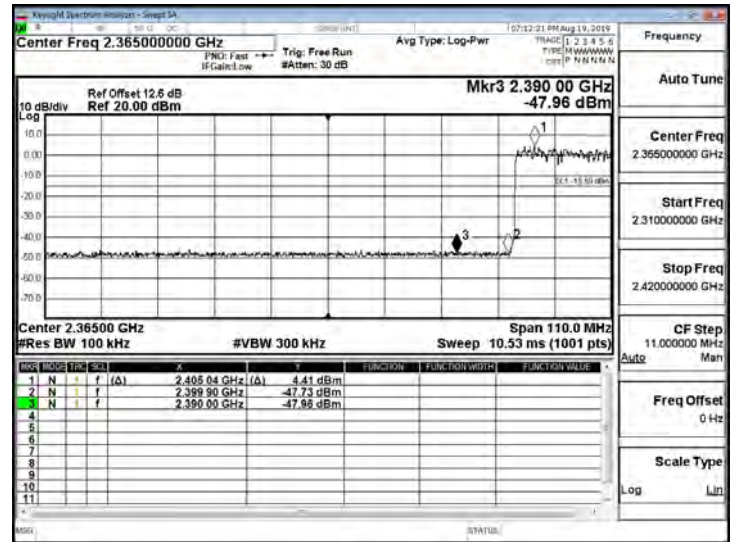 Keysight Spectrum Analyzer - Swept SA
50 Ω DC
SENSE:INT
07:12:21 PM Aug 19, 2019
Center Freq 2.365000000 GHz
PNO: Fast
IFGain:Low
Trig: Free Run
#Atten: 30 dB
Avg Type: Log-Pwr
TRACE 1 2 3 4 5 6
TYPE M WWWWW
DET P N N N N N
Frequency
Auto Tune
Center Freq
2.365000000 GHz
Start Freq
2.310000000 GHz
Stop Freq
2.420000000 GHz
CF Step
11.000000 MHz
Auto Man
Freq Offset
0 Hz
Scale Type
Log Lin
Mkr3 2.390 00 GHz
-47.96 dBm
Ref Offset 12.6 dB
10 dB/div Ref 20.00 dBm
Log
10.0
0.00
-10.0
-20.0
-30.0
-40.0
-50.0
-60.0
-70.0
1
DL1 -15.59 dBm
3
2
Center 2.36500 GHz
Span 110.0 MHz
#Res BW 100 kHz
#VBW 300 kHz
Sweep 10.53 ms (1001 pts)
MKR MODE TRC SCL X Y FUNCTION FUNCTION WIDTH FUNCTION VALUE
1 N 1 f (Δ) 2.405 04 GHz (Δ) 4.41 dBm
2 N 1 f 2.399 90 GHz -47.73 dBm
3 N 1 f 2.390 00 GHz -47.96 dBm
4
5
6
7
8
9
10
11
MSG
STATUS